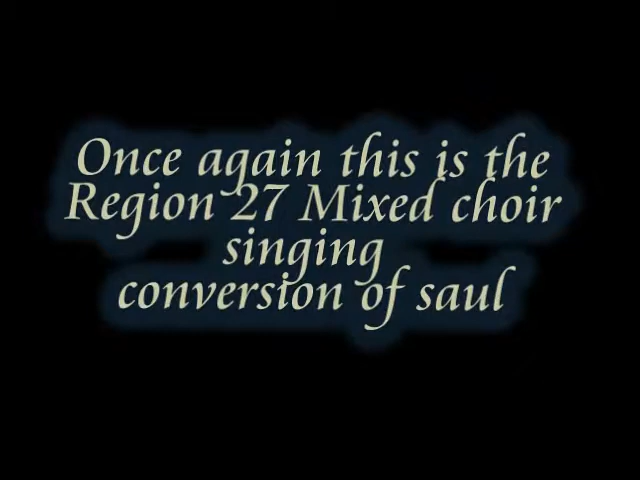 Once again this is the
Region 27 Mixed choir
singing
conversion of saul